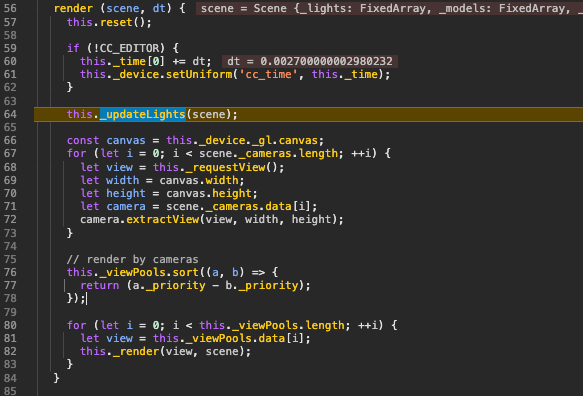 56 render (scene, dt) { scene = Scene {_lights: FixedArray, _models: FixedArray, _
57 this.reset();
58
59 if (!CC_EDITOR) {
60 this._time[0] += dt; dt = 0.002700000002980232
61 this._device.setUniform('cc_time', this._time);
62 }
63
64 this._updateLights(scene);
65
66 const canvas = this._device._gl.canvas;
67 for (let i = 0; i < scene._cameras.length; ++i) {
68 let view = this._requestView();
69 let width = canvas.width;
70 let height = canvas.height;
71 let camera = scene._cameras.data[i];
72 camera.extractView(view, width, height);
73 }
74
75 // render by cameras
76 this._viewPools.sort((a, b) => {
77 return (a._priority - b._priority);
78 });
79
80 for (let i = 0; i < this._viewPools.length; ++i) {
81 let view = this._viewPools.data[i];
82 this._render(view, scene);
83 }
84 }
85